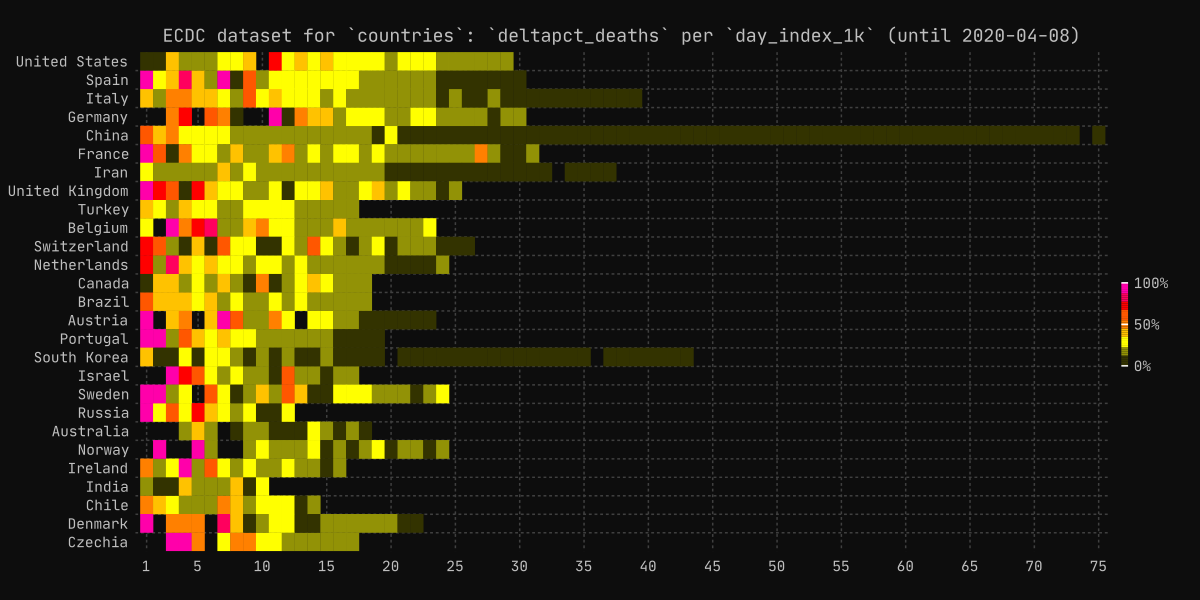 ECDC dataset for `countries`: `deltapct_deaths` per `day_index_1k` (until 2020-04-08)
United States
Spain
Italy
Germany
China
France
Iran
United Kingdom
Turkey
Belgium
Switzerland
Netherlands
Canada
Brazil
Austria
Portugal
South Korea
Israel
Sweden
Russia
Australia
Norway
Ireland
India
Chile
Denmark
Czechia
1 5 10 15 20 25 30 35 40 45 50 55 60 65 70 75
100%
50%
0%